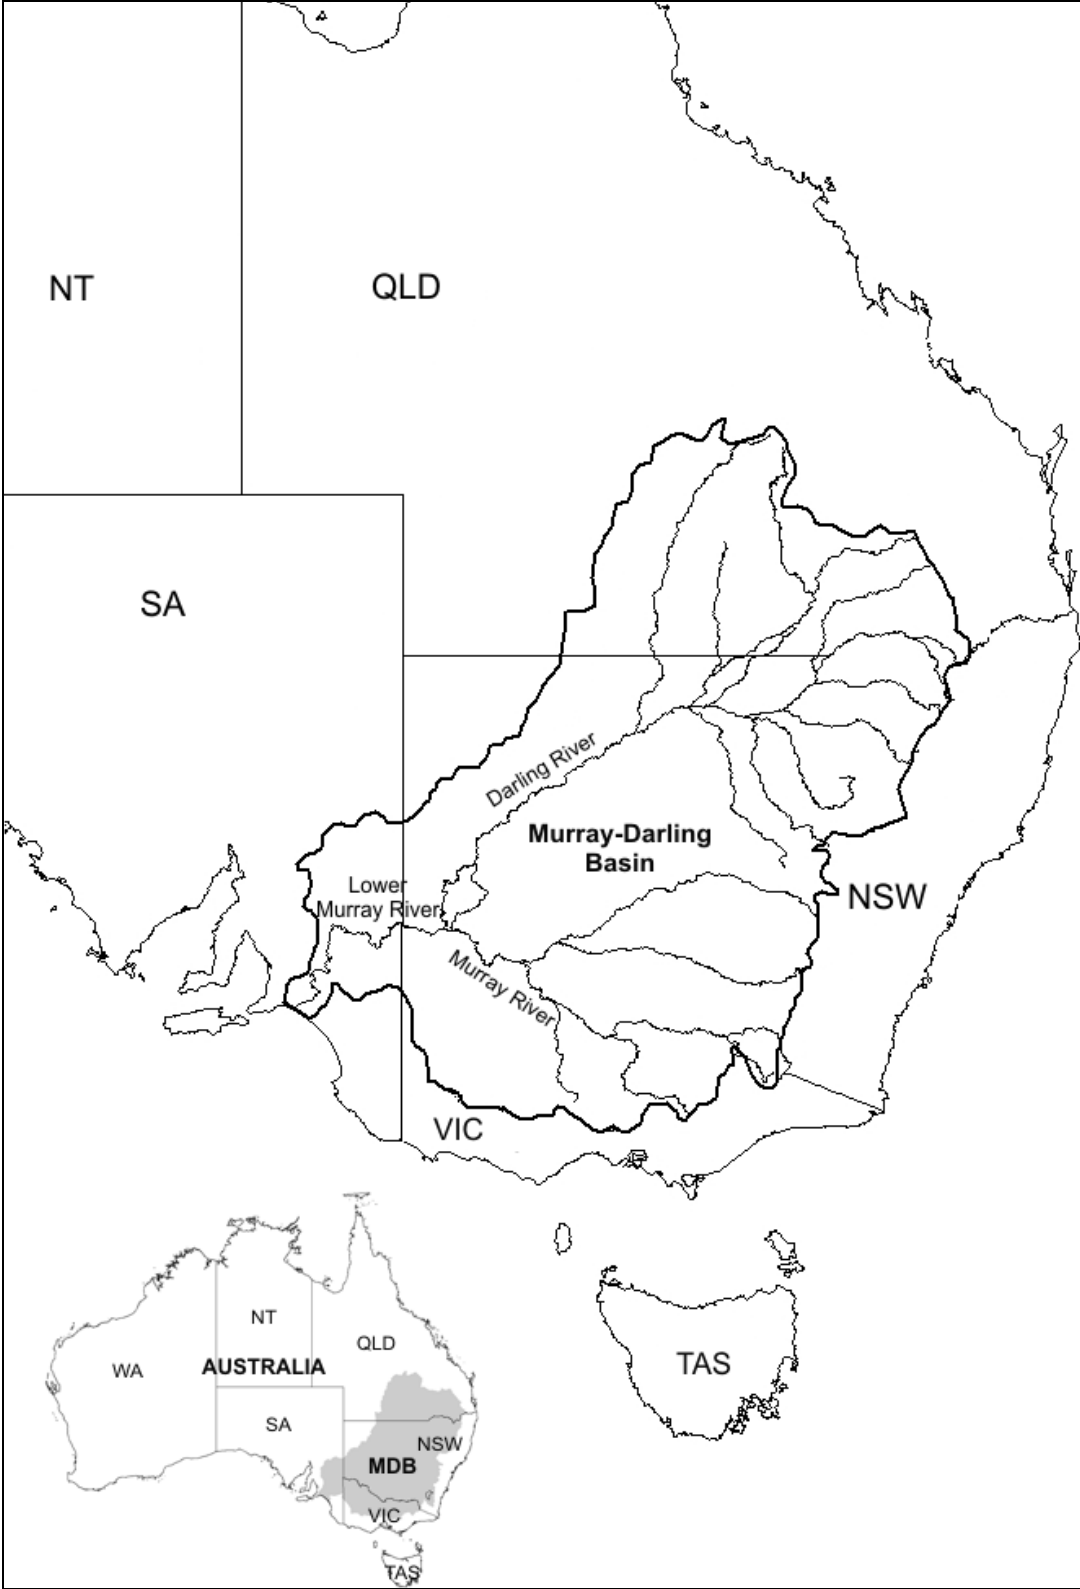 NT
QLD
SA
Darling River
Murray-Darling
Basin
Lower
Murray River
NSW
Murray River
VIC
TAS
NT
QLD
WA
AUSTRALIA
SA
NSW
MDB
VIC
TAS